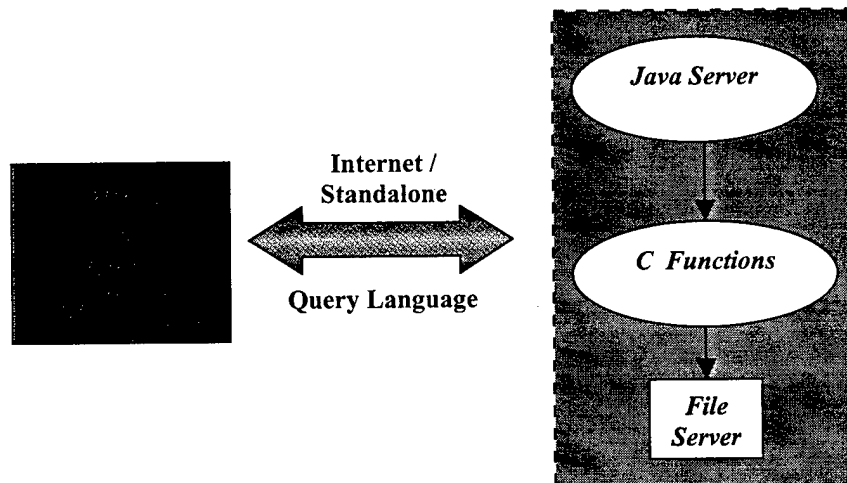 Internet /
Standalone
Query Language
Java Server
C Functions
File
Server